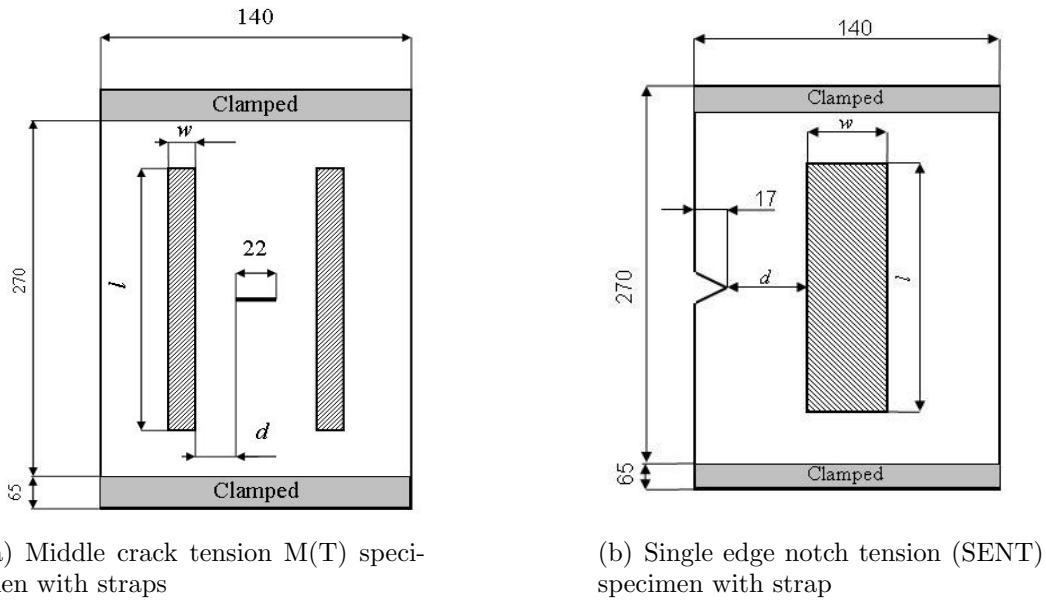 140
Clamped
w
270
l
22
d
65
Clamped
140
Clamped
w
17
270
d
l
65
Clamped
) Middle crack tension M(T) speci-
en with straps
(b) Single edge notch tension (SENT)
specimen with strap